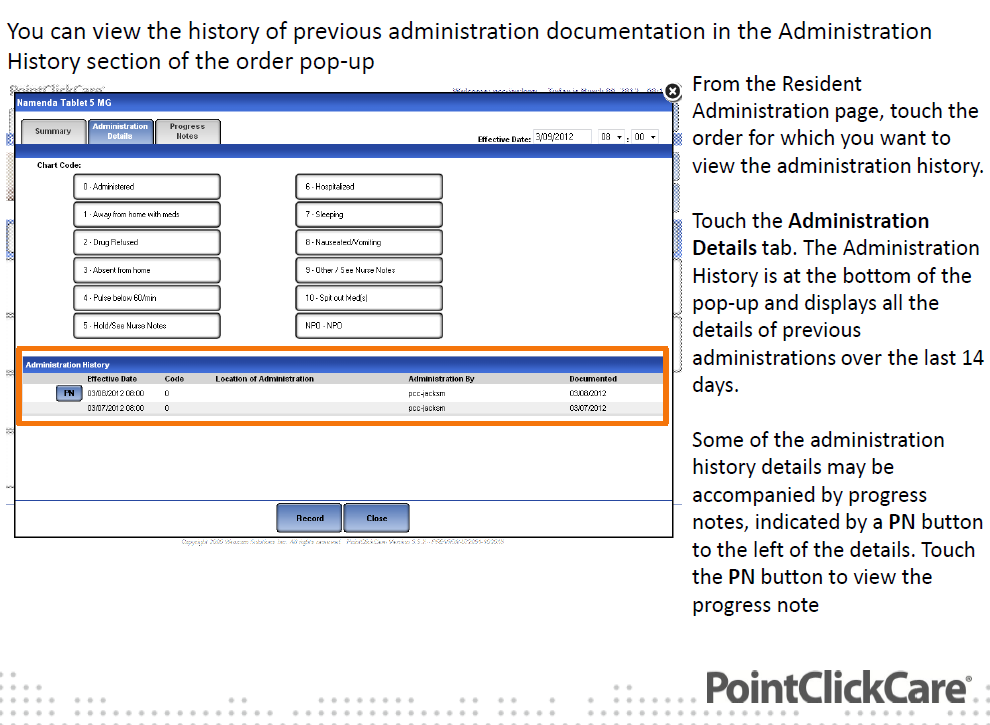 You can view the history of previous administration documentation in the Administration
History section of the order pop-up
PointClickCare
Namenda Tablet 5 MG
Summary
Administration
Details
Progress
Notes
Effective Date: 3/09/2012 08 : 00
Chart Code:
0 - Administered
6 - Hospitalized
1 - Away from home with meds
7 - Sleeping
2 - Drug Refused
8 - Nauseated/Vomiting
3 - Absent from home
9 - Other / See Nurse Notes
4 - Pulse below 60/min
10 - Spit out Med(s)
5 - Hold/See Nurse Notes
NPO - NPO
Administration History
Effective Date Code Location of Administration Administration By Documented
PN 03/08/2012 08:00 0 pcc-jacksm 03/08/2012
03/07/2012 08:00 0 pcc-jacksm 03/07/2012
Record
Close
From the Resident
Administration page, touch the
order for which you want to
view the administration history.
Touch the Administration
Details tab. The Administration
History is at the bottom of the
pop-up and displays all the
details of previous
administrations over the last 14
days.
Some of the administration
history details may be
accompanied by progress
notes, indicated by a PN button
to the left of the details. Touch
the PN button to view the
progress note
PointClickCare®